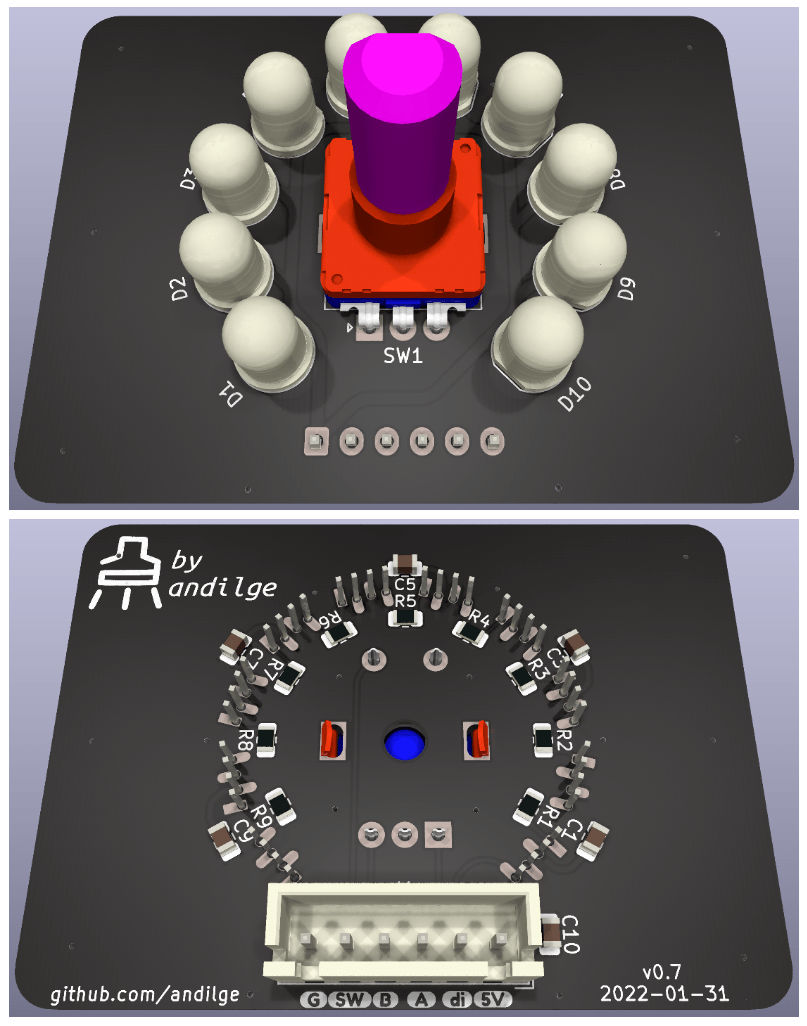 D3
D8
D2
D9
SW1
D1
D10
by
andilge
C5
R5
R6
R4
C7
R7
C3
R3
R8
R2
R9
R1
C9
C1
C10
G SW B A di 5V
github.com/andilge
v0.7
2022-01-31